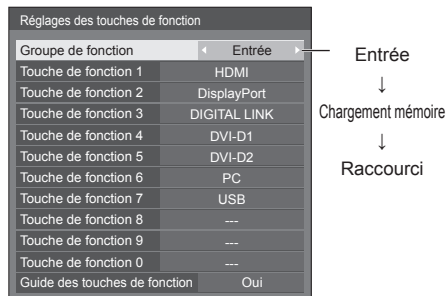 Réglages des touches de fonction
Groupe de fonction Entrée
Touche de fonction 1 HDMI
Touche de fonction 2 DisplayPort
Touche de fonction 3 DIGITAL LINK
Touche de fonction 4 DVI-D1
Touche de fonction 5 DVI-D2
Touche de fonction 6 PC
Touche de fonction 7 USB
Touche de fonction 8 ---
Touche de fonction 9 ---
Touche de fonction 0 ---
Guide des touches de fonction Oui
Entrée
↓
Chargement mémoire
↓
Raccourci